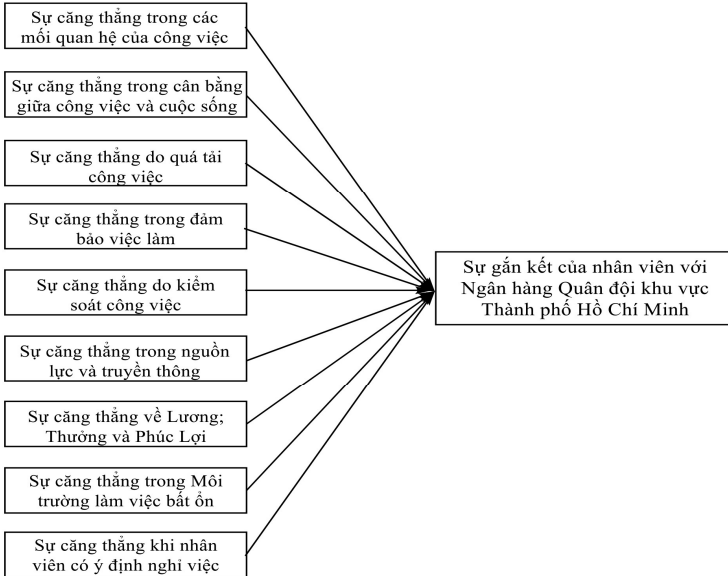 Sự căng thẳng trong các
mối quan hệ của công việc
Sự căng thẳng trong cân bằng
giữa công việc và cuộc sống
Sự căng thẳng do quá tải
công việc
Sự căng thẳng trong đảm
bảo việc làm
Sự căng thẳng do kiểm
soát công việc
Sự căng thẳng trong nguồn
lực và truyền thông
Sự căng thẳng về Lương;
Thưởng và Phúc Lợi
Sự căng thẳng trong Môi
trường làm việc bất ổn
Sự căng thẳng khi nhân
viên có ý định nghỉ việc
Sự gắn kết của nhân viên với
Ngân hàng Quân đội khu vực
Thành phố Hồ Chí Minh